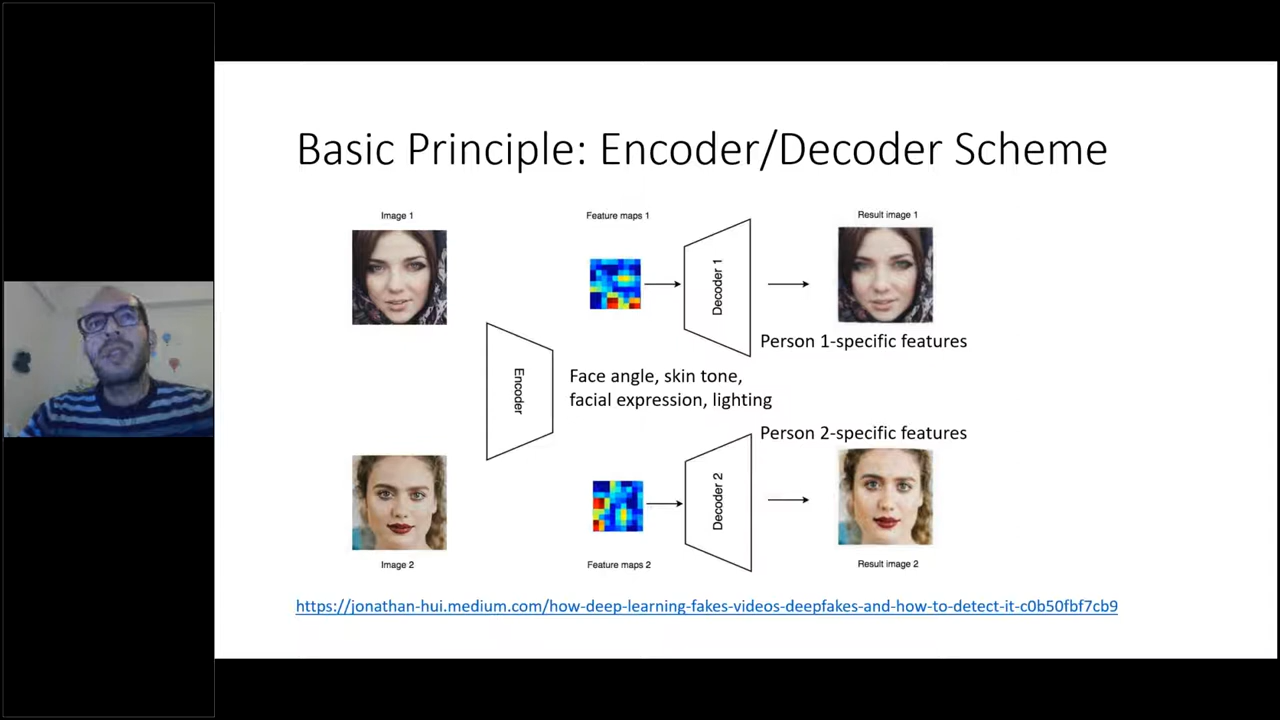 Basic Principle: Encoder/Decoder Scheme
Image 1
Feature maps 1
Result image 1
Decoder 1
Person 1-specific features
Encoder
Face angle, skin tone,
facial expression, lighting
Person 2-specific features
Decoder 2
Image 2
Feature maps 2
Result image 2
https://jonathan-hui.medium.com/how-deep-learning-fakes-videos-deepfakes-and-how-to-detect-it-c0b50fbf7cb9